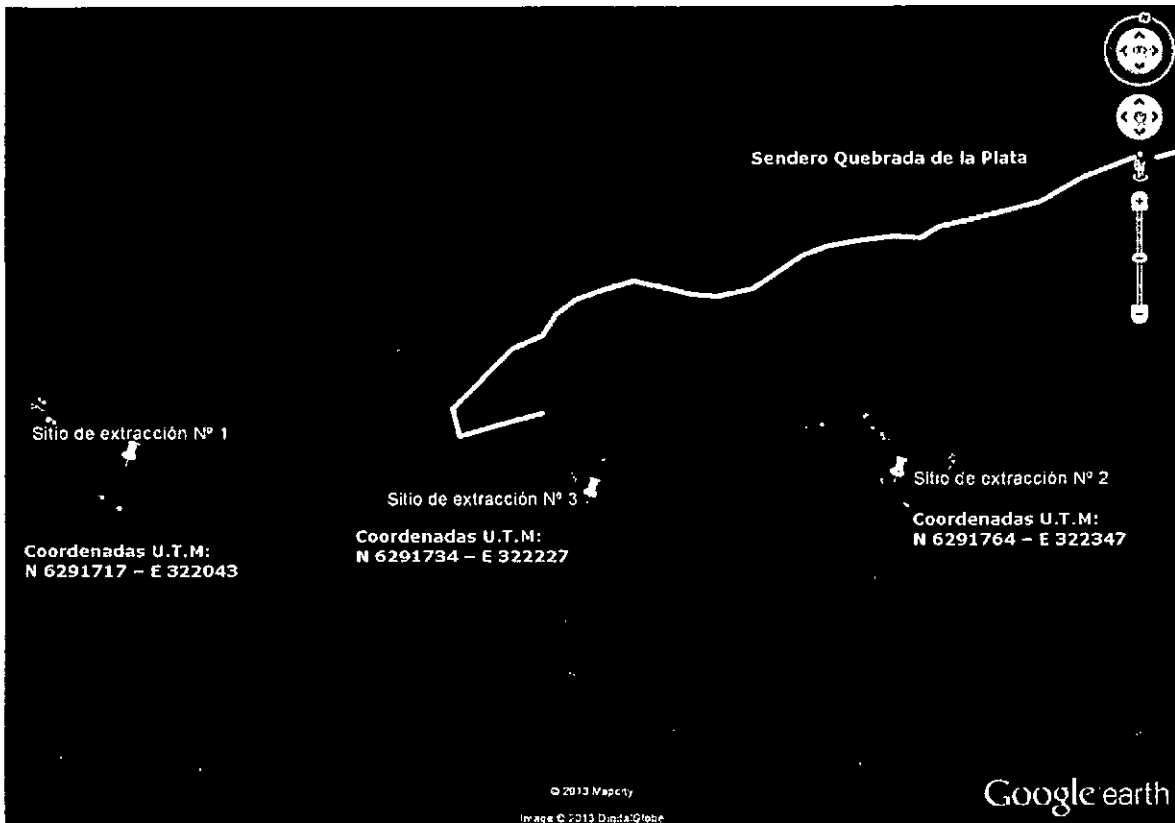 Sendero Quebrada de la Plata
Sitio de extracción Nº 1
Coordenadas U.T.M:
N 6291717 – E 322043
Sitio de extracción Nº 3
Coordenadas U.T.M:
N 6291734 – E 322227
Sitio de extracción Nº 2
Coordenadas U.T.M:
N 6291764 – E 322347
© 2013 Mapcity
Image © 2013 DigitalGlobe
Google earth